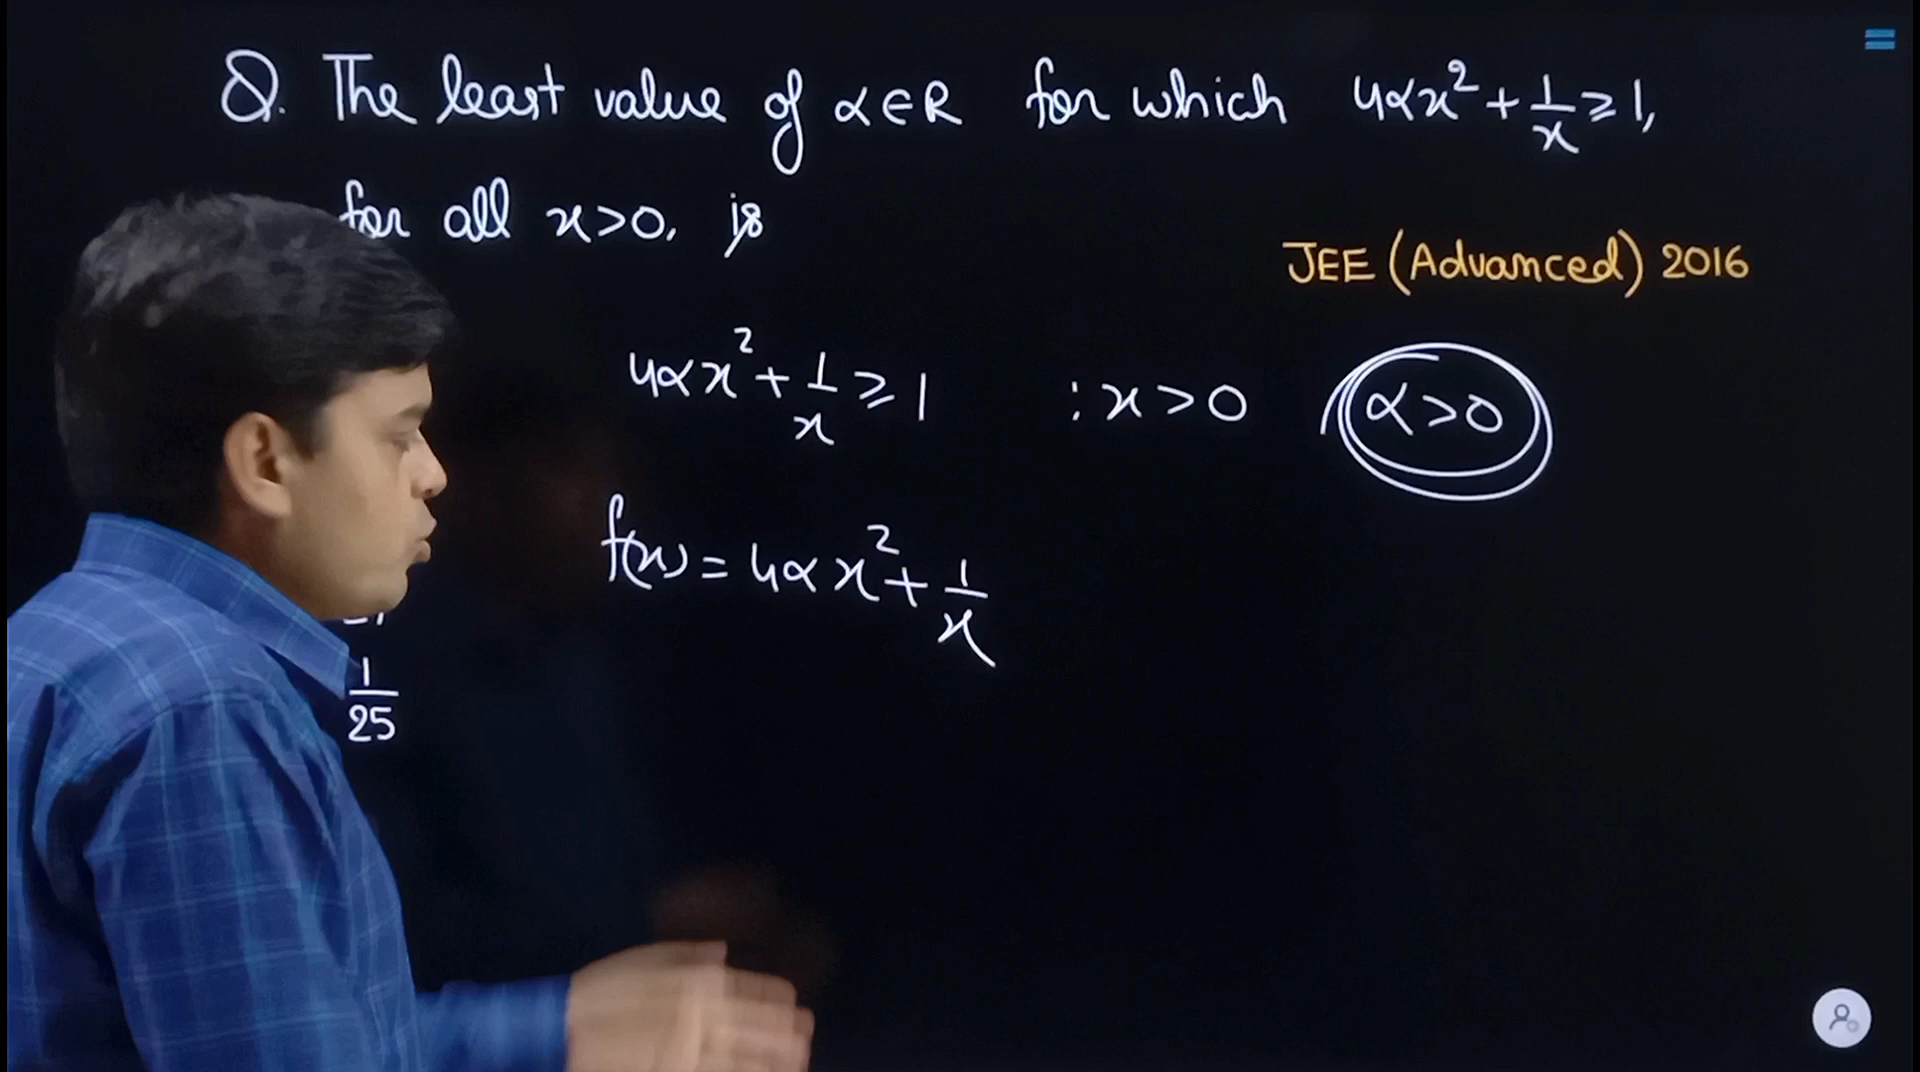 Q. The least value of α∈R for which 4αx² + 1/x ≥ 1,
for all x>0, is
JEE (Advanced) 2016
4αx² + 1/x ≥ 1 : x>0 α>0
f(x) = 4αx² + 1/x
1/25